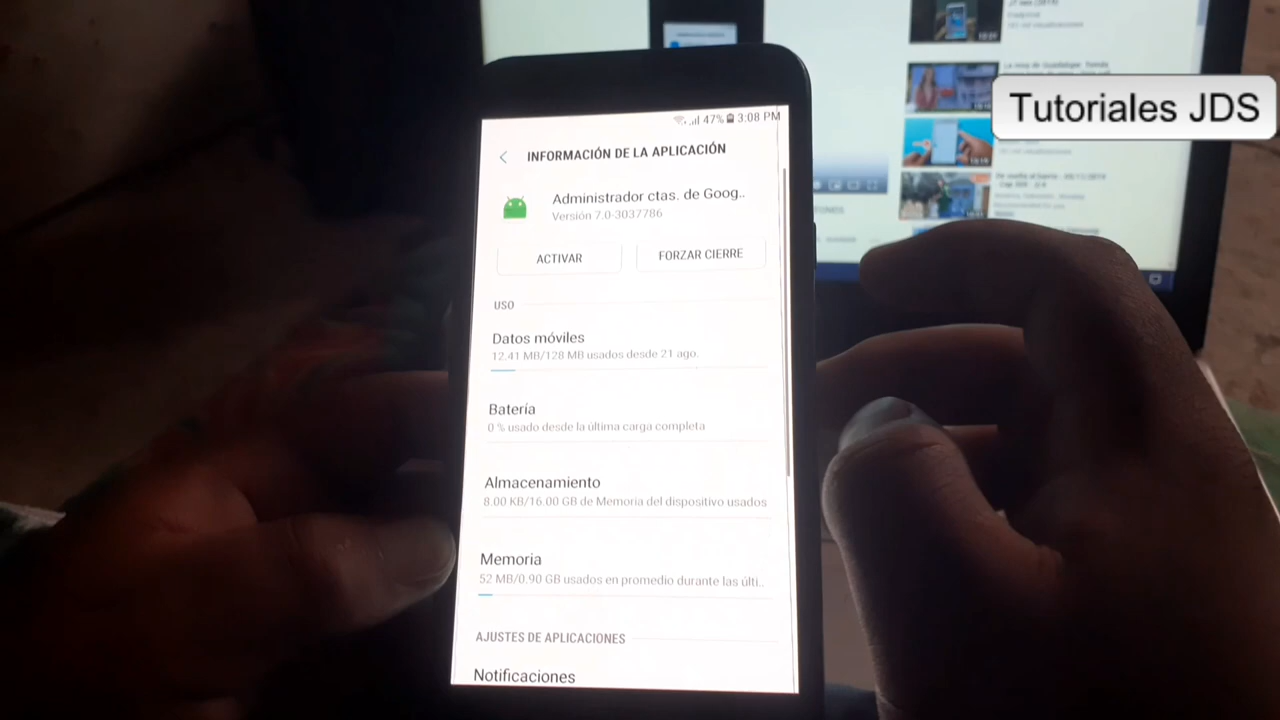 Tutoriales JDS
47% 3:08 PM
INFORMACIÓN DE LA APLICACIÓN
Administrador ctas. de Goog..
Versión 7.0-3037786
ACTIVAR
FORZAR CIERRE
USO
Datos móviles
12.41 MB/128 MB usados desde 21 ago.
Batería
0 % usado desde la última carga completa
Almacenamiento
8.00 KB/16.00 GB de Memoria del dispositivo usados
Memoria
52 MB/0.90 GB usados en promedio durante las últi..
AJUSTES DE APLICACIONES
Notificaciones